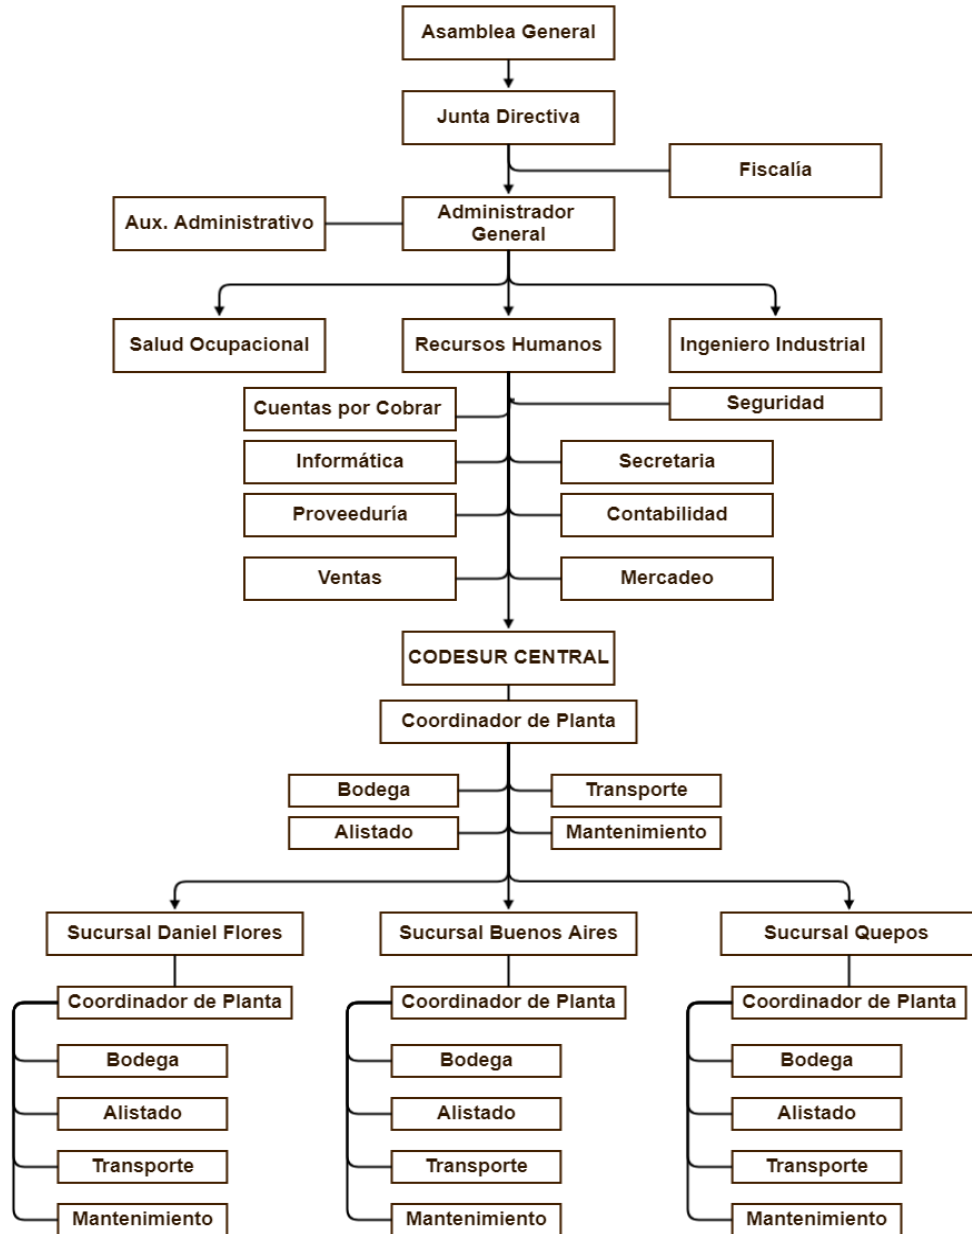 Asamblea General
Junta Directiva
Fiscalía
Aux. Administrativo
Administrador
General
Salud Ocupacional
Recursos Humanos
Ingeniero Industrial
Cuentas por Cobrar
Seguridad
Informática
Secretaria
Proveeduría
Contabilidad
Ventas
Mercadeo
CODESUR CENTRAL
Coordinador de Planta
Bodega
Transporte
Alistado
Mantenimiento
Sucursal Daniel Flores
Sucursal Buenos Aires
Sucursal Quepos
Coordinador de Planta
Coordinador de Planta
Coordinador de Planta
Bodega
Bodega
Bodega
Alistado
Alistado
Alistado
Transporte
Transporte
Transporte
Mantenimiento
Mantenimiento
Mantenimiento